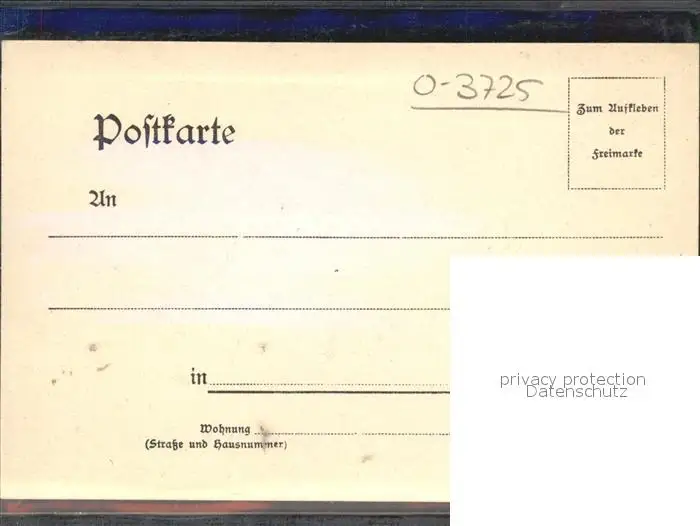 O-3725
Poſtkarte
Zum Aufkleben
der
Freimarke
An
in
Wohnung
(Straße und Hausnummer)
privacy protection
Datenschutz